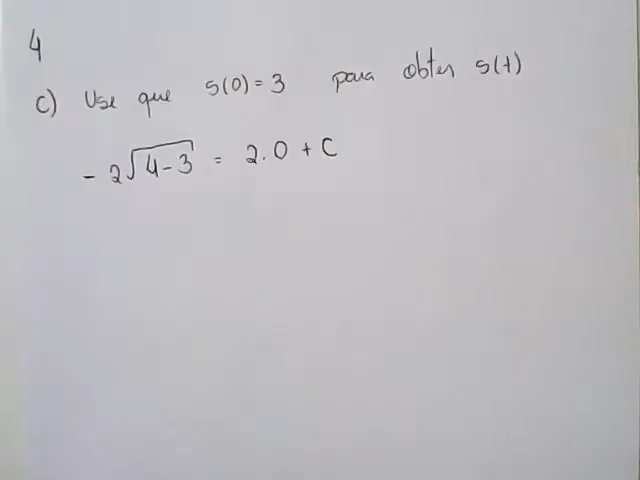 4
c) Use que s(0) = 3 para obter s(t)
- 2√(4-3) = 2.0 + C